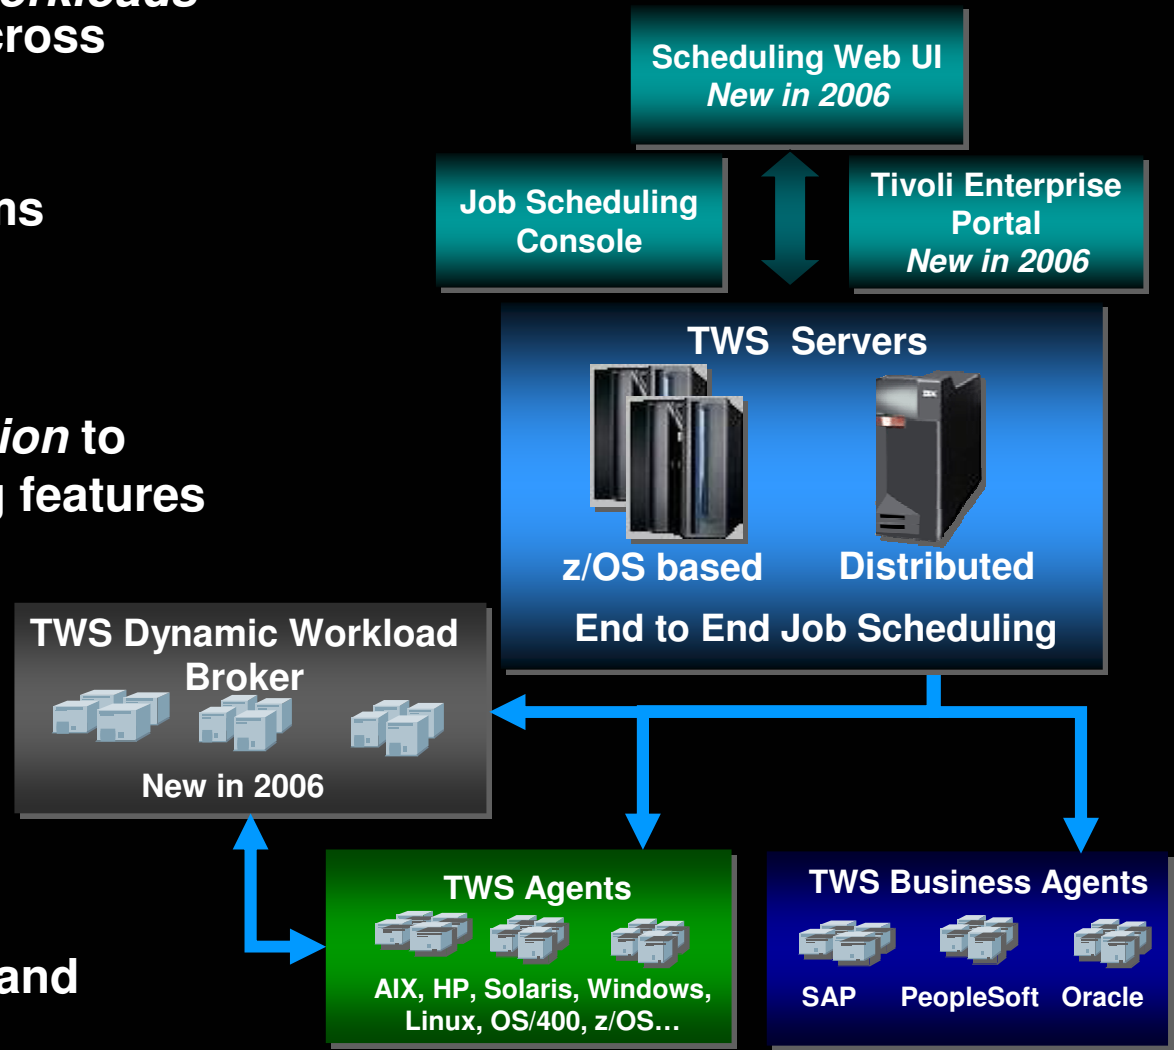 cross
Scheduling Web UI
New in 2006
ms
Job Scheduling
Console
Tivoli Enterprise
Portal
New in 2006
TWS Servers
to
features
z/OS based
Distributed
End to End Job Scheduling
TWS Dynamic Workload
Broker
New in 2006
TWS Agents
AIX, HP, Solaris, Windows,
Linux, OS/400, z/OS…
TWS Business Agents
SAP PeopleSoft Oracle
and